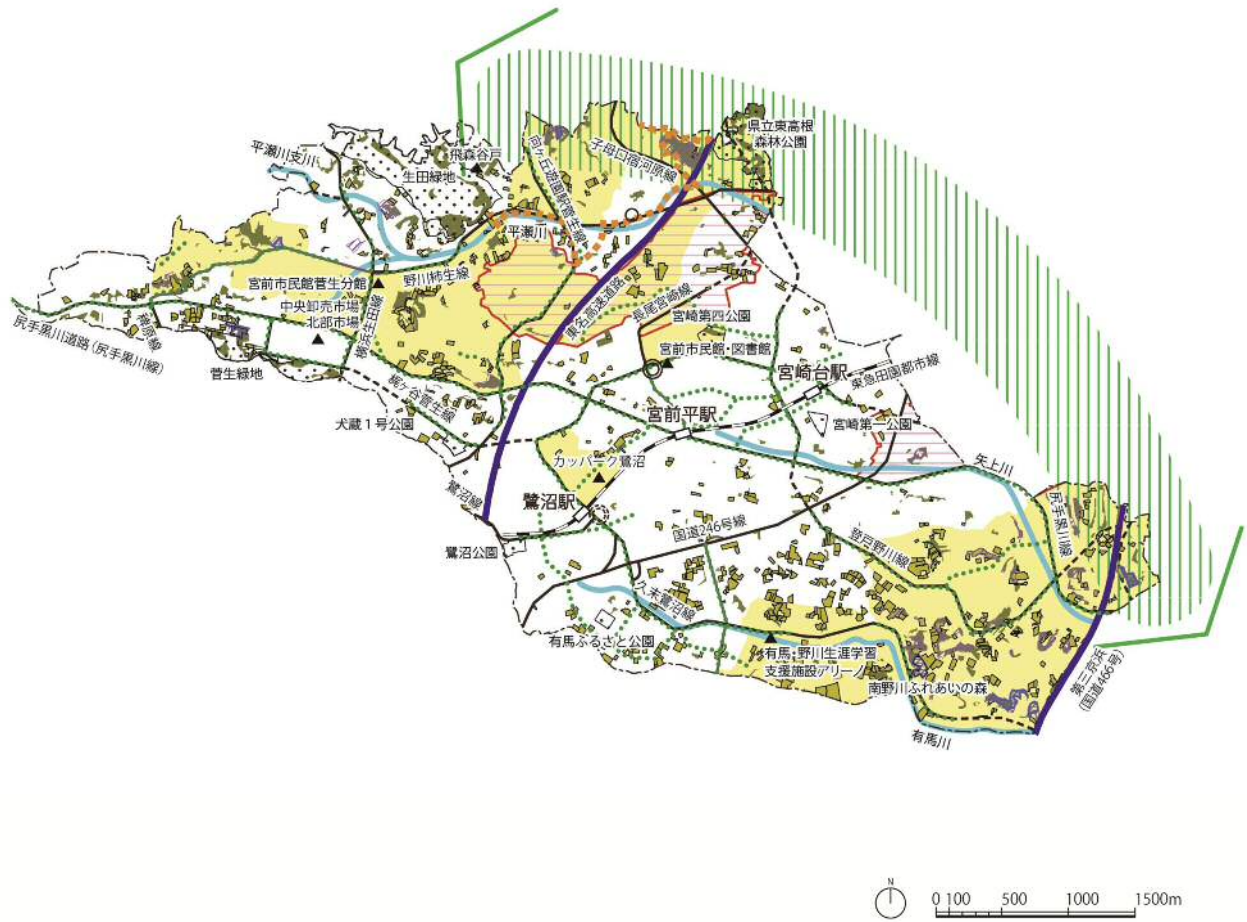 県立東高根
森林公園
平瀬川支川
飛森谷戸
生田緑地
向ヶ丘遊園駅菅生線
子母口宿河原線
平瀬川
野川柿生線
宮前市民館菅生分館
中央卸売市場
北部市場
横浜生田線
稗原線
尻手黒川道路(尻手黒川線)
菅生緑地
梶ヶ谷菅生線
犬蔵1号公園
東名高速道路
長尾宮崎線
宮崎第四公園
宮前市民館・図書館
宮崎台駅
東急田園都市線
宮前平駅
宮崎第一公園
カッパーク鷺沼
鷺沼線
鷺沼駅
鷺沼公園
国道246号線
矢上川
尻手黒川線
登戸野川線
久末鷺沼線
有馬ふるさと公園
有馬・野川生涯学習
支援施設アリーノ
南野川ふれあいの森
有馬川
第三京浜
(国道466号)
N
0 100 500 1000 1500m